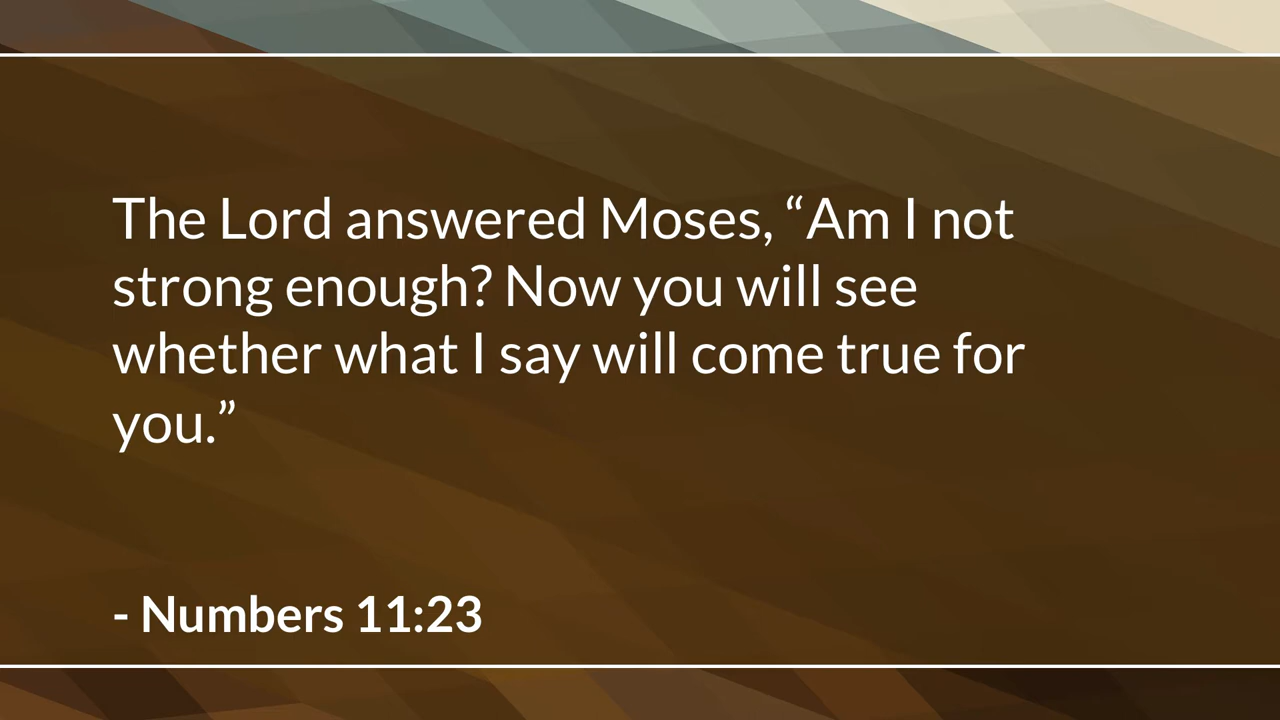 The Lord answered Moses, “Am I not
strong enough? Now you will see
whether what I say will come true for
you.”
- Numbers 11:23